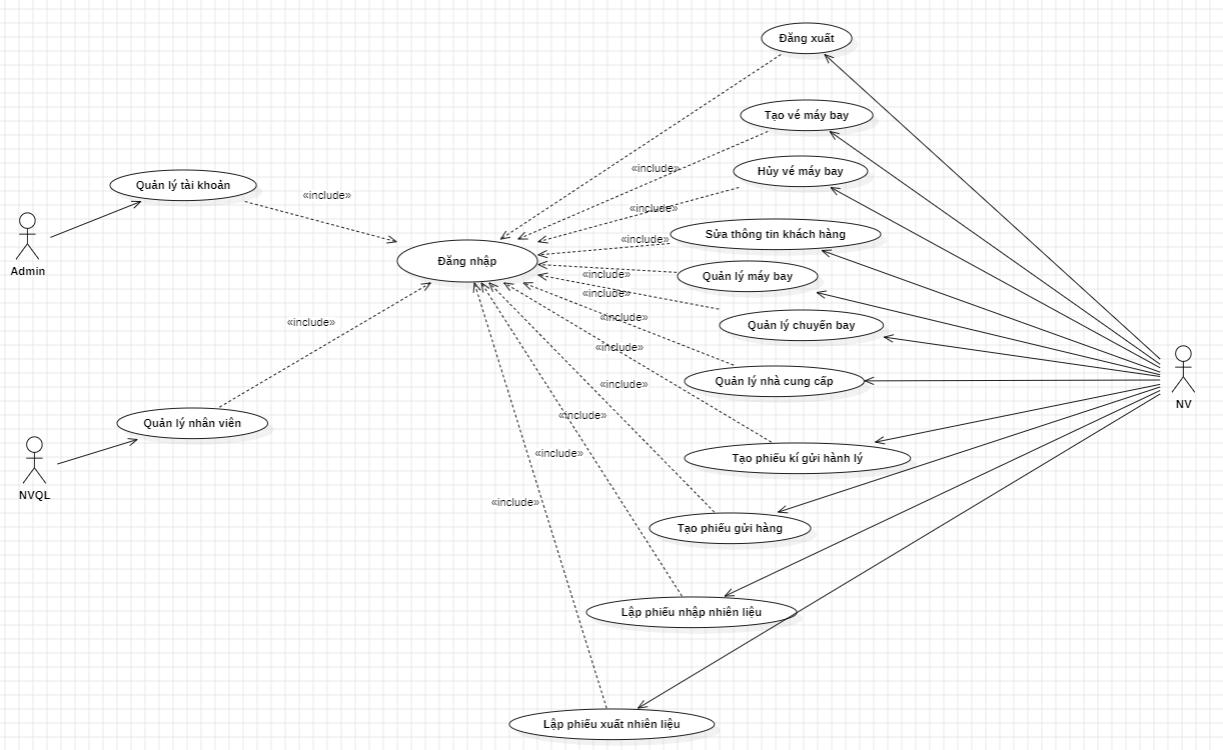 Đăng xuất
Tạo vé máy bay
«include»
Hủy vé máy bay
Quản lý tài khoản
«include»
«include»
Sửa thông tin khách hàng
«include»
Admin
Đăng nhập
«include»
Quản lý máy bay
«include»
«include»
Quản lý chuyến bay
«include»
«include»
Quản lý nhà cung cấp
«include»
NV
«include»
Quản lý nhân viên
«include»
Tạo phiếu kí gửi hành lý
NVQL
«include»
Tạo phiếu gửi hàng
Lập phiếu nhập nhiên liệu
Lập phiếu xuất nhiên liệu